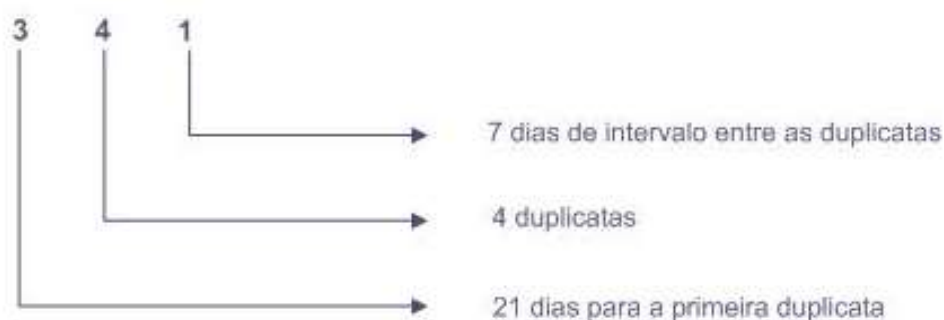 3 4 1
7 dias de intervalo entre as duplicatas
4 duplicatas
21 dias para a primeira duplicata